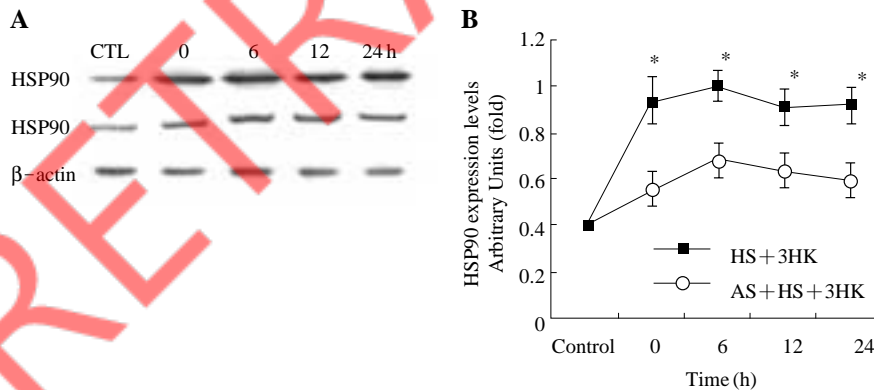 A
CTL 0 6 12 24 h
HSP90
HSP90
β-actin
RETRA
B
HSP90 expression levels
Arbitrary Units (fold)
1.2
1
0.8
0.6
0.4
0.2
0
* * * *
HS+3HK
AS+HS+3HK
Control 0 6 12 24
Time (h)